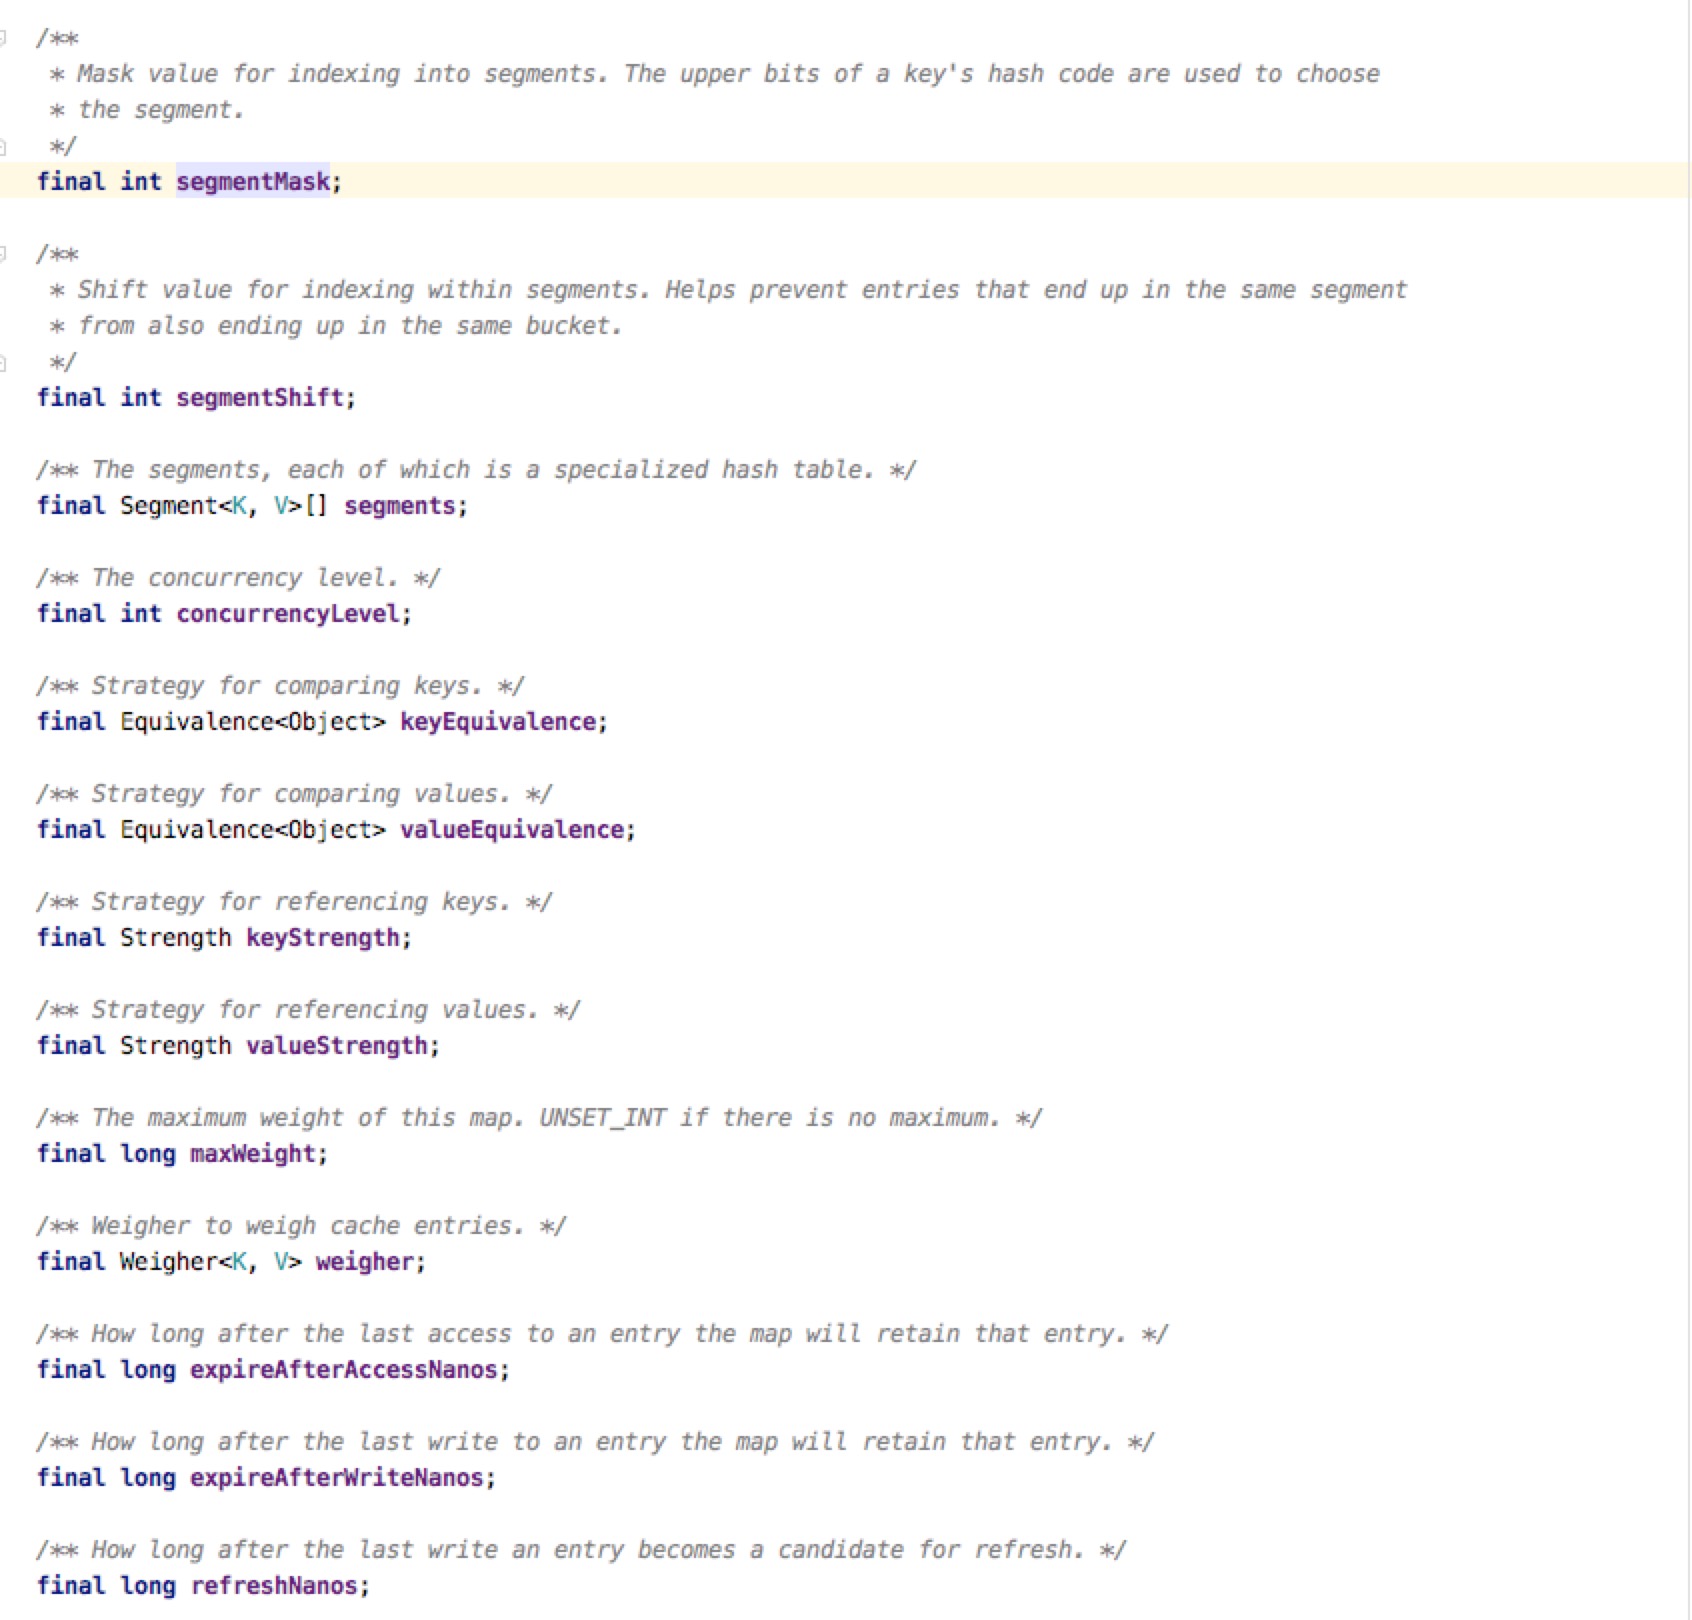 /**
 * Mask value for indexing into segments. The upper bits of a key's hash code are used to choose
 * the segment.
 */
final int segmentMask;
/**
 * Shift value for indexing within segments. Helps prevent entries that end up in the same segment
 * from also ending up in the same bucket.
 */
final int segmentShift;
/** The segments, each of which is a specialized hash table. */
final Segment<K, V>[] segments;
/** The concurrency level. */
final int concurrencyLevel;
/** Strategy for comparing keys. */
final Equivalence<Object> keyEquivalence;
/** Strategy for comparing values. */
final Equivalence<Object> valueEquivalence;
/** Strategy for referencing keys. */
final Strength keyStrength;
/** Strategy for referencing values. */
final Strength valueStrength;
/** The maximum weight of this map. UNSET_INT if there is no maximum. */
final long maxWeight;
/** Weigher to weigh cache entries. */
final Weigher<K, V> weigher;
/** How long after the last access to an entry the map will retain that entry. */
final long expireAfterAccessNanos;
/** How long after the last write to an entry the map will retain that entry. */
final long expireAfterWriteNanos;
/** How long after the last write an entry becomes a candidate for refresh. */
final long refreshNanos;